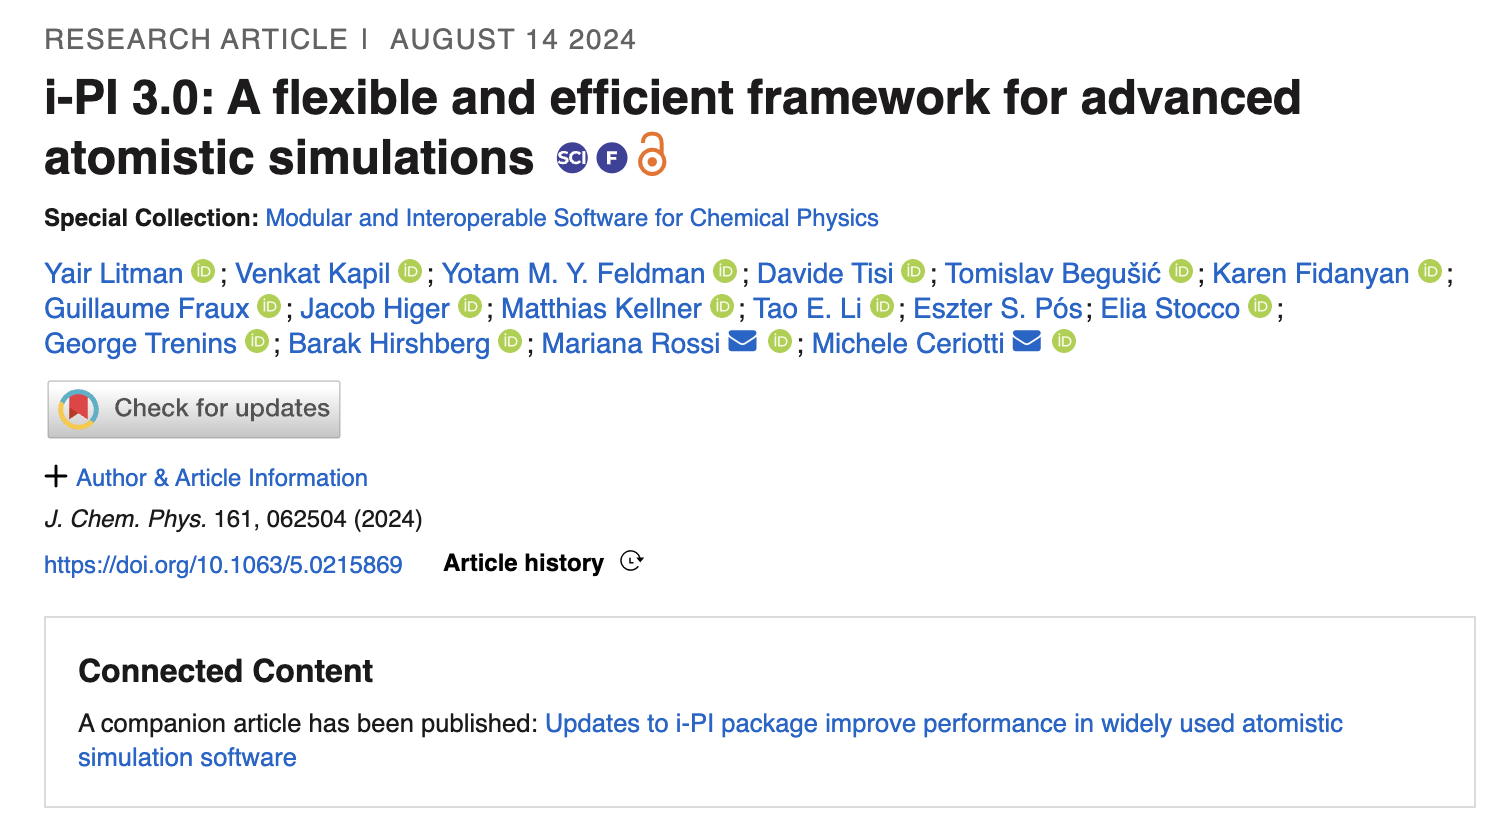 RESEARCH ARTICLE | AUGUST 14 2024
i-PI 3.0: A flexible and efficient framework for advanced
atomistic simulations SCI F
Special Collection: Modular and Interoperable Software for Chemical Physics
Yair Litman iD; Venkat Kapil iD; Yotam M. Y. Feldman iD; Davide Tisi iD; Tomislav Begušić iD; Karen Fidanyan iD;
Guillaume Fraux iD; Jacob Higer iD; Matthias Kellner iD; Tao E. Li iD; Eszter S. Pós; Elia Stocco iD;
George Trenins iD; Barak Hirshberg iD; Mariana Rossi iD; Michele Ceriotti iD
Check for updates
+ Author & Article Information
J. Chem. Phys. 161, 062504 (2024)
https://doi.org/10.1063/5.0215869 Article history
Connected Content
A companion article has been published: Updates to i-PI package improve performance in widely used atomistic
simulation software